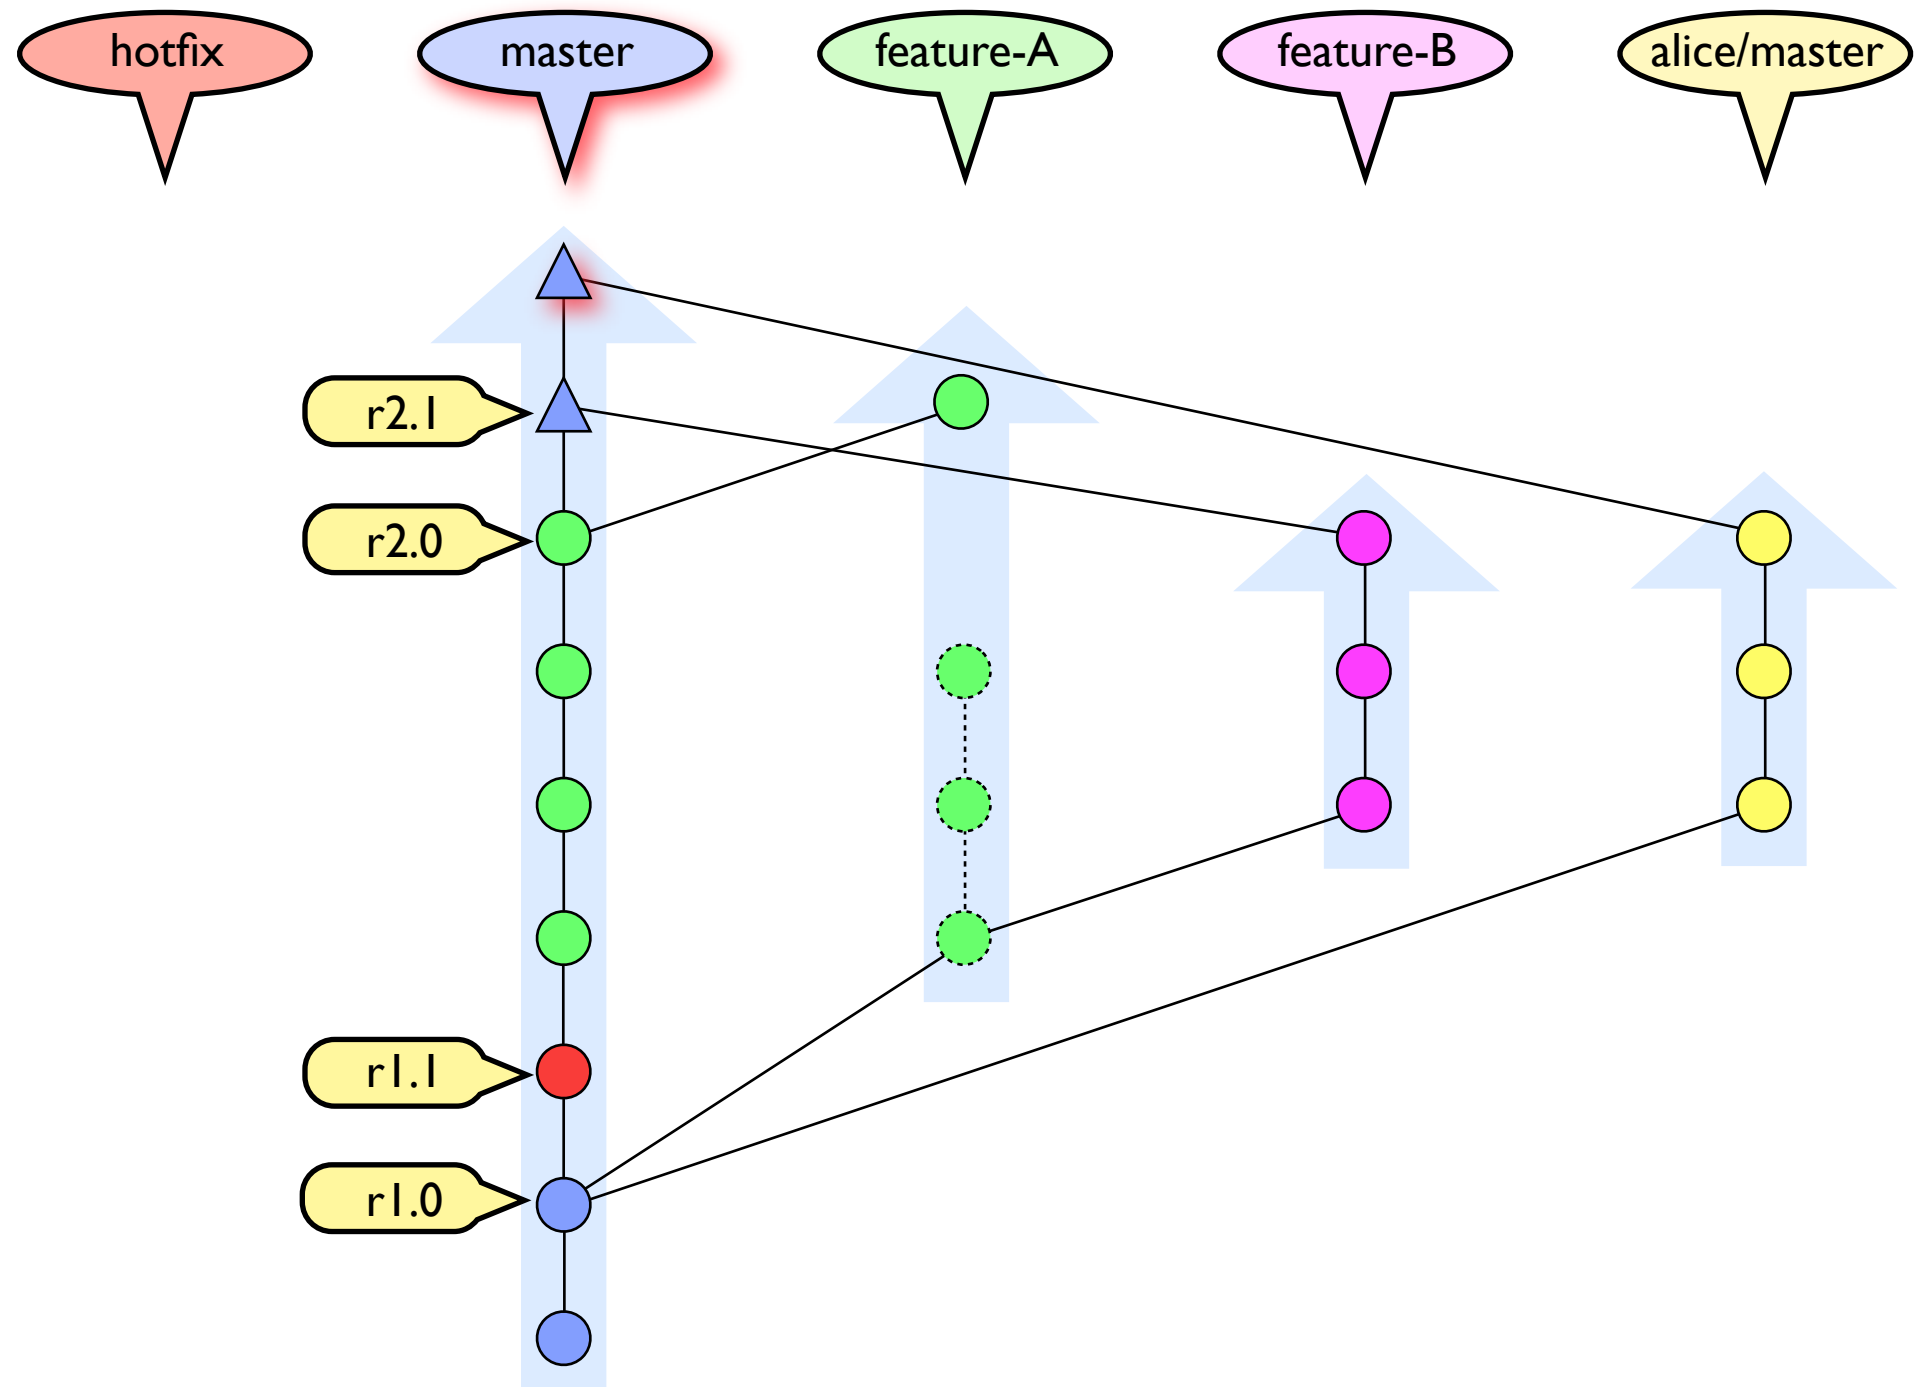 hotfix
master
feature-A
feature-B
alice/master
r2.1
r2.0
r1.1
r1.0